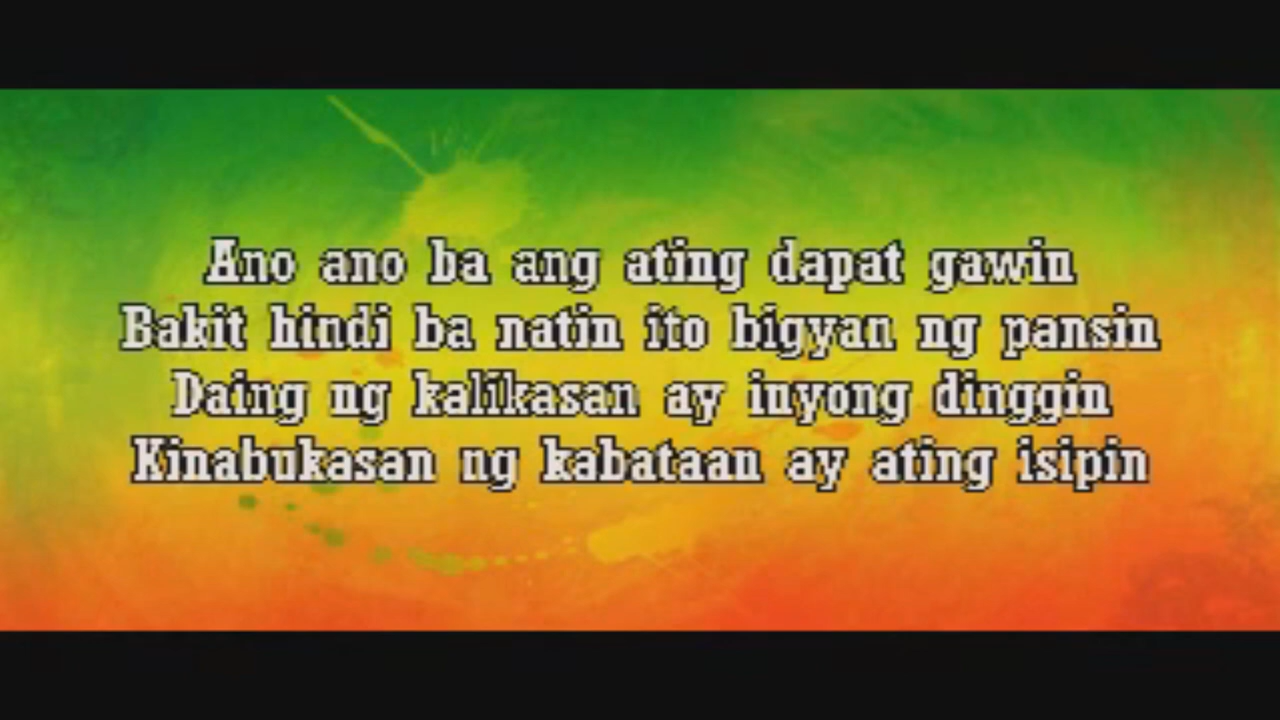 Ano ano ba ang ating dapat gawin
Bakit hindi ba natin ito bigyan ng pansin
Daing ng kalikasan ay inyong dinggin
Kinabukasan ng kabataan ay ating isipin